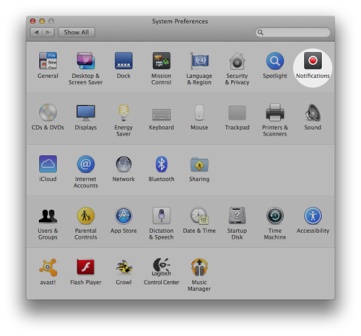 System Preferences
Show All
General
Desktop &
Screen Saver
Dock
Mission
Control
Language
& Region
Security
& Privacy
Spotlight
Notifications
CDs & DVDs
Displays
Energy
Saver
Keyboard
Mouse
Trackpad
Printers &
Scanners
Sound
iCloud
Internet
Accounts
Network
Bluetooth
Sharing
Users &
Groups
Parental
Controls
App Store
Dictation
& Speech
Date & Time
Startup
Disk
Time
Machine
Accessibility
avast!
Flash Player
Growl
Logitech
Control Center
Music
Manager